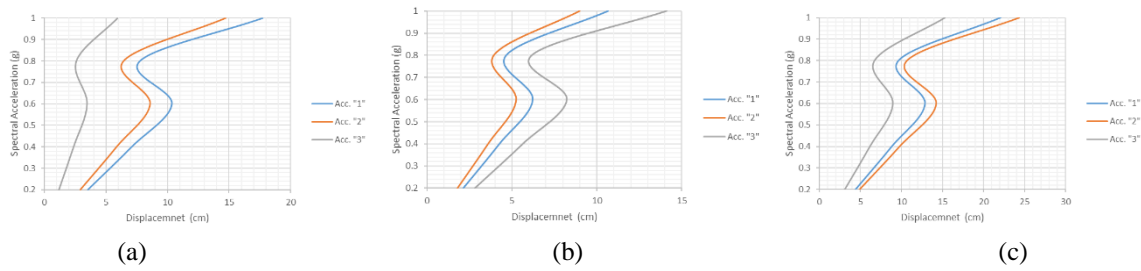 1
0.9
0.8
0.7
0.6
0.5
0.4
0.3
0.2
Spectral Acceleration (g)
0 5 10 15 20
Displacemnet (cm)
Acc. "1"
Acc. "2"
Acc. "3"
(a)
1
0.9
0.8
0.7
0.6
0.5
0.4
0.3
0.2
Spectral Acceleration (g)
0 5 10 15
Displacemnet (cm)
Acc. "1"
Acc. "2"
Acc. "3"
(b)
1
0.9
0.8
0.7
0.6
0.5
0.4
0.3
0.2
Spectral Acceleration (g)
0 5 10 15 20 25 30
Displacemnet (cm)
Acc. "1"
Acc. "2"
Acc. "3"
(c)